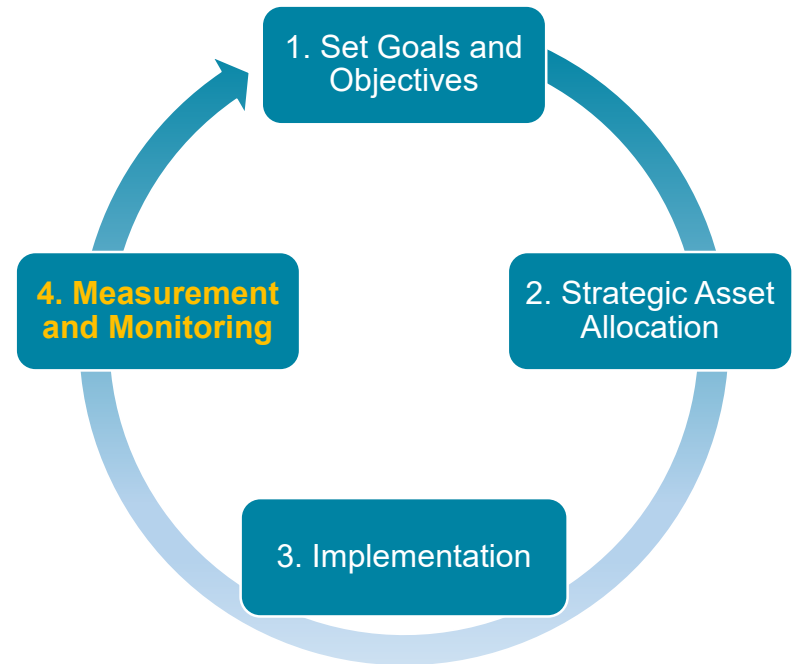 1. Set Goals and
Objectives
2. Strategic Asset
Allocation
3. Implementation
4. Measurement
and Monitoring